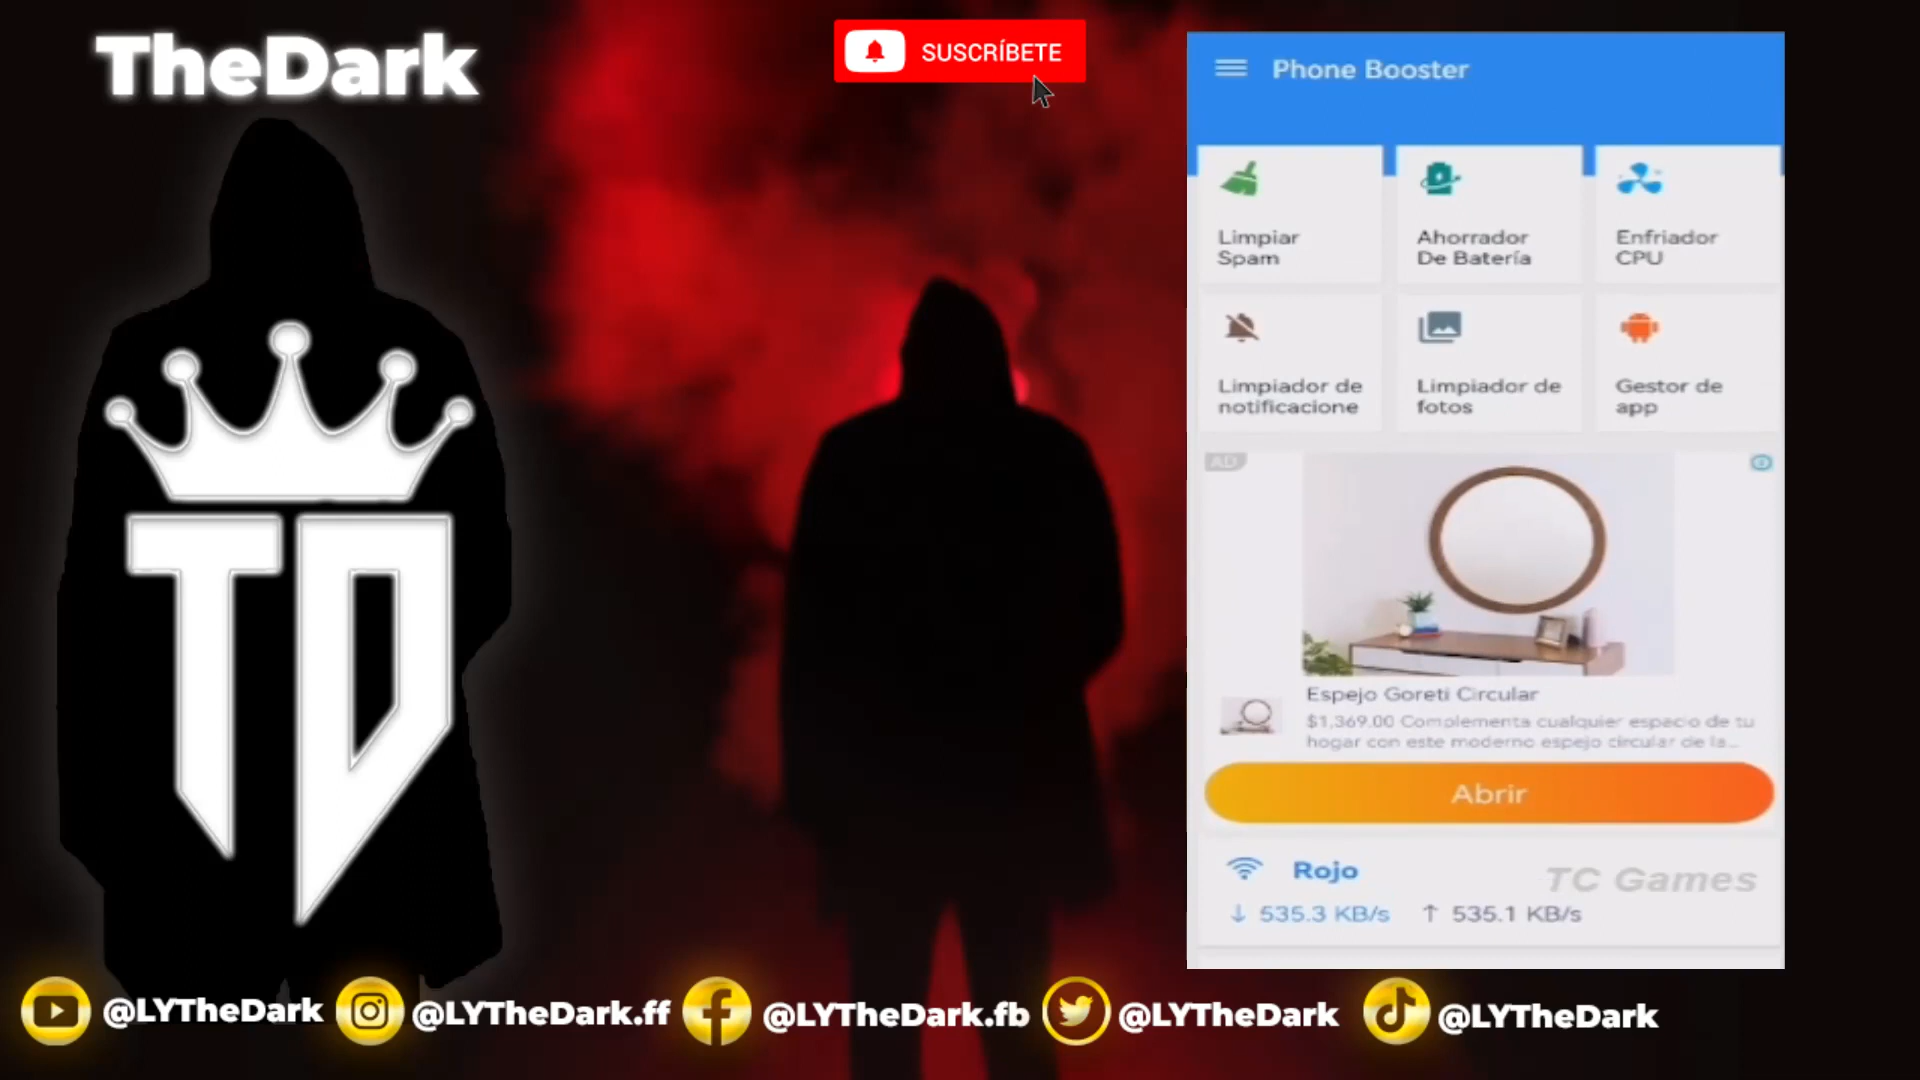 TheDark
SUSCRÍBETE
TD
Phone Booster
Limpiar
Spam
Ahorrador
De Batería
Enfriador
CPU
Limpiador de
notificacione
Limpiador de
fotos
Gestor de
app
AD
Espejo Goreti Circular
$1,369.00 Complementa cualquier espacio de tu
hogar con este moderno espejo circular de la...
Abrir
Rojo
TC Games
↓ 535.3 KB/s ↑ 535.1 KB/s
@LYTheDark
@LYTheDark.ff
@LYTheDark.fb
@LYTheDark
@LYTheDark